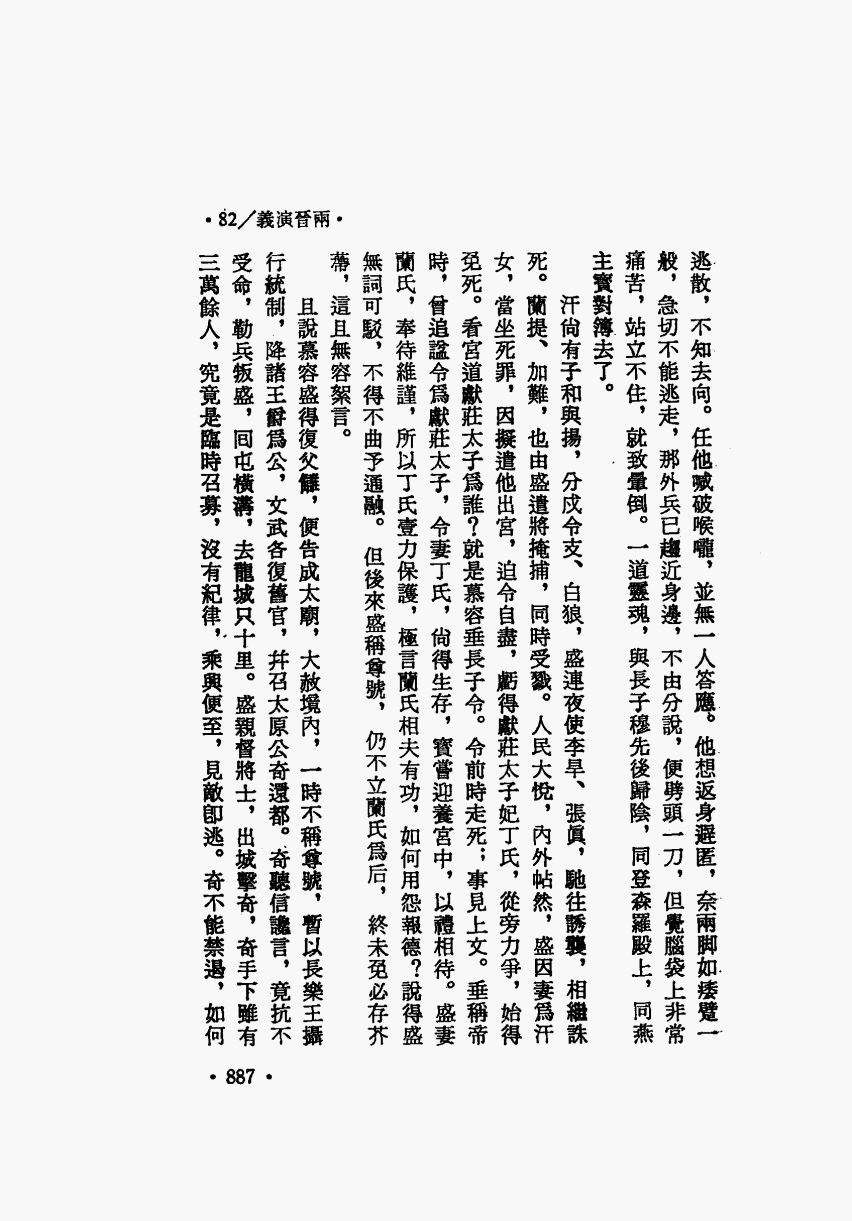 •82／義演晉兩•
逃散，不知去向。任他喊破喉嚨，並無一人答應。他想返身遲匿，奈兩脚如痿躄一
般，急切不能逃走，那外兵已趨近身邊，不由分說，便劈頭一刀，但覺腦袋上非常
痛苦，站立不住，就致暈倒。一道靈魂，與長子穆先後歸陰，同登森羅殿上，同燕
主寶對簿去了。
汗尙有子和與揚，分戍令支、白狼，盛連夜使李旱、張眞，馳往誘襲，相繼誅
死。蘭提、加難，也由盛遣將掩捕，同時受戮。人民大悅，內外帖然，盛因妻爲汗
女，當坐死罪，因擬遣他出宮，迫令自盡，虧得獻莊太子妃丁氏，從旁力爭，始得
免死。看官道獻莊太子爲誰？就是慕容垂長子令。令前時走死；事見上文。垂稱帝
時，曾追諡令爲獻莊太子，令妻丁氏，尙得生存，寶嘗迎養宮中，以禮相待。盛妻
蘭氏，奉待維謹，所以丁氏壹力保護，極言蘭氏相夫有功，如何用怨報德？說得盛
無詞可駁，不得不曲予通融。但後來盛稱尊號，仍不立蘭氏爲后，終未免必存芥
蔕，這且無容絮言。
且說慕容盛得復父讎，便告成太廟，大赦境內，一時不稱尊號，暫以長樂王攝
行統制，降諸王爵爲公，文武各復舊官，幷召太原公奇還都。奇聽信讒言，竟抗不
受命，勒兵叛盛，回屯橫溝，去龍城只十里。盛親督將士，出城擊奇，奇手下雖有
三萬餘人，究竟是臨時召募，沒有紀律，乘興便至，見敵卽逃。奇不能禁遏，如何
•887•